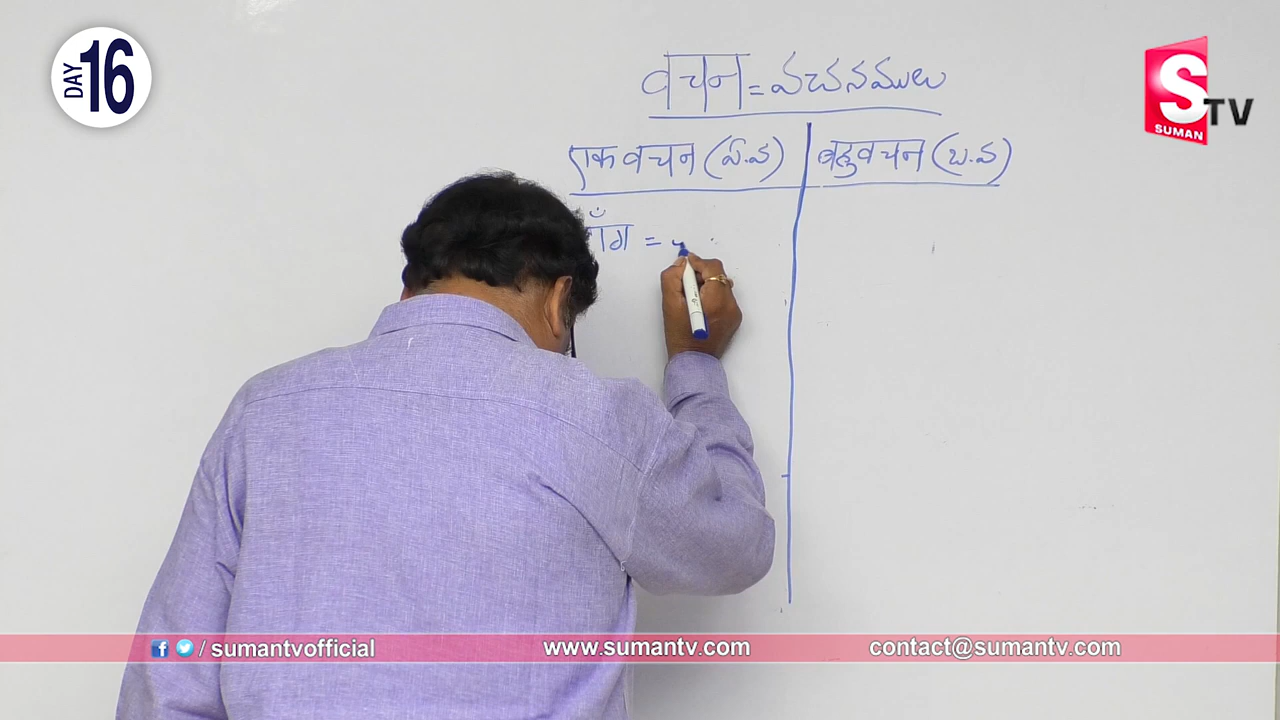 DAY 16
वचन = వచనములు
S TV
SUMAN
एकवचन (ఏ.వ) बहुवचन (బ.వ)
=
/ sumantvofficial www.sumantv.com contact@sumantv.com